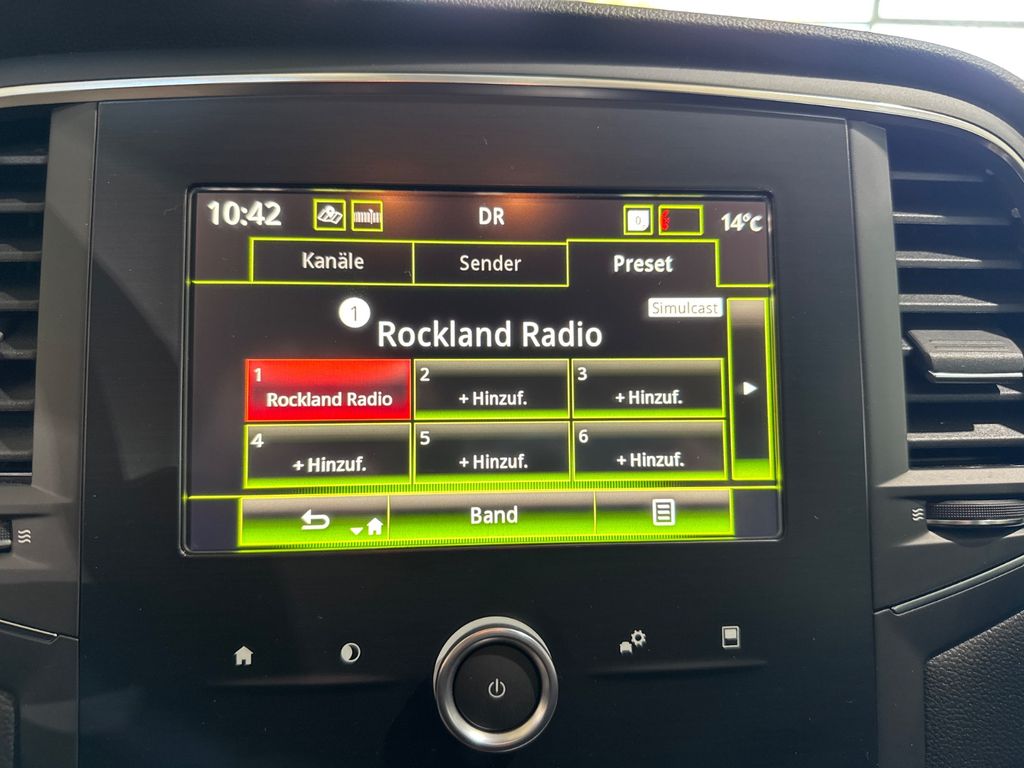 10:42 DR 0 14°C
Kanäle Sender Preset
1 Simulcast
Rockland Radio
1 2 3
Rockland Radio + Hinzuf. + Hinzuf.
4 5 6
+ Hinzuf. + Hinzuf. + Hinzuf.
Band